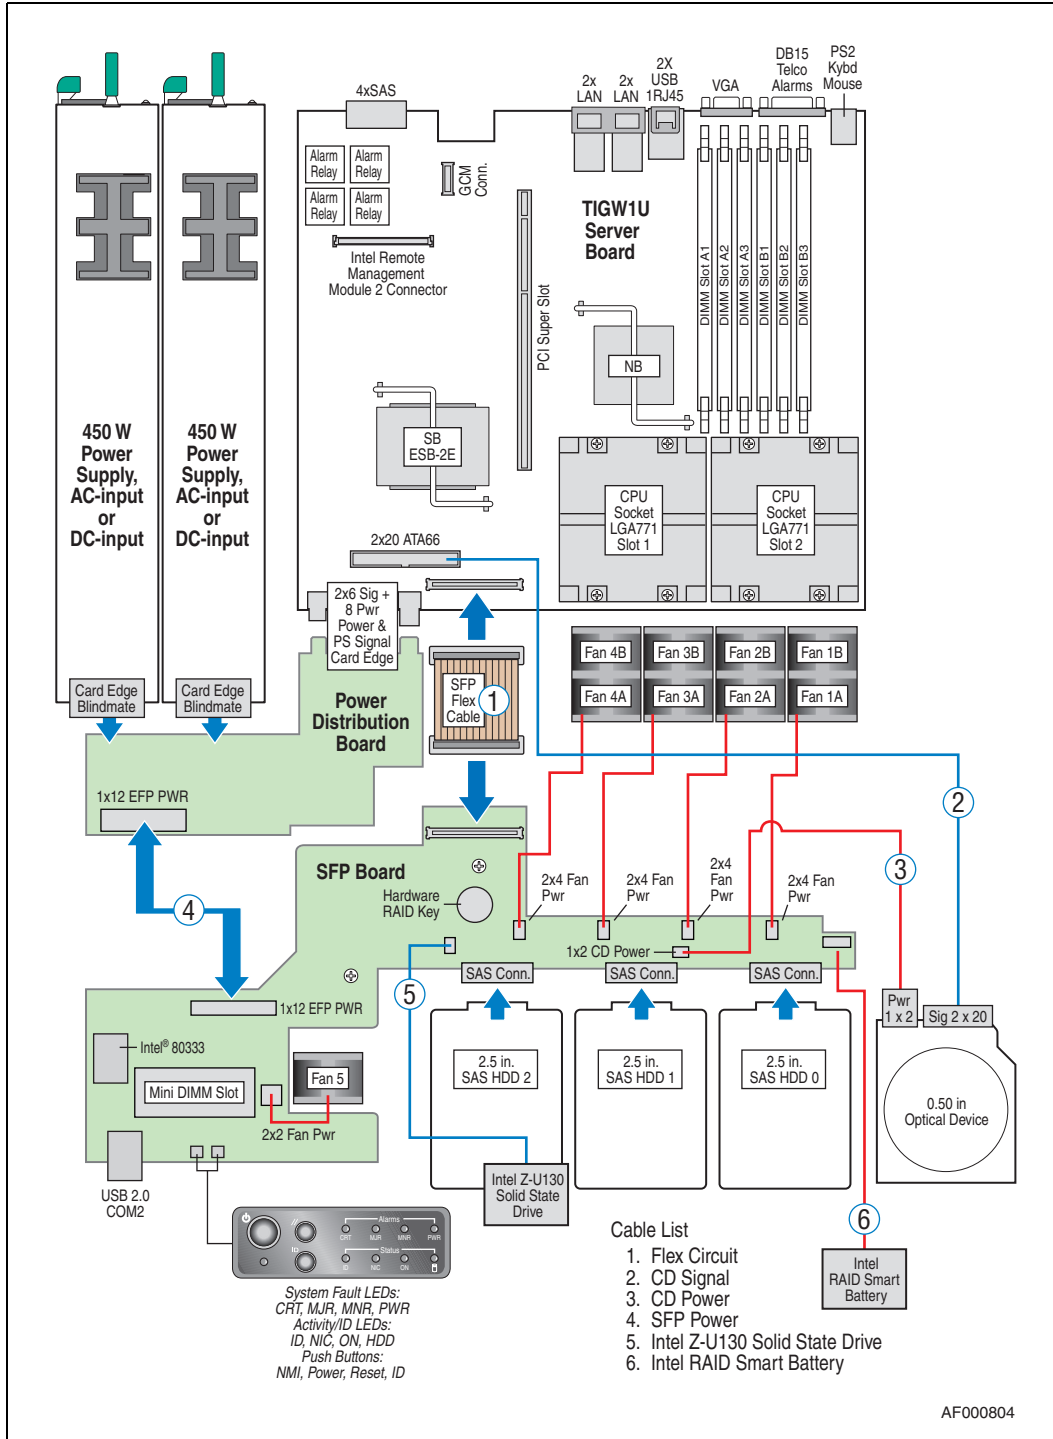 4xSAS
2x
LAN
2x
LAN
2X
USB
1RJ45
VGA
DB15
Telco
Alarms
PS2
Kybd
Mouse
Alarm
Relay
Alarm
Relay
Alarm
Relay
Alarm
Relay
GCM
Conn.
Intel Remote
Management
Module 2 Connector
PCI Super Slot
TIGW1U
Server
Board
DIMM Slot A1
DIMM Slot A2
DIMM Slot A3
DIMM Slot B1
DIMM Slot B2
DIMM Slot B3
NB
SB
ESB-2E
450 W
Power
Supply,
AC-input
or
DC-input
450 W
Power
Supply,
AC-input
or
DC-input
CPU
Socket
LGA771
Slot 1
CPU
Socket
LGA771
Slot 2
2x20 ATA66
2x6 Sig +
8 Pwr
Power &
PS Signal
Card Edge
Fan 4B
Fan 3B
Fan 2B
Fan 1B
Fan 4A
Fan 3A
Fan 2A
Fan 1A
Card Edge
Blindmate
Card Edge
Blindmate
Power
Distribution
Board
SFP
Flex
Cable
1
1x12 EFP PWR
2
3
SFP Board
Hardware
RAID Key
2x4 Fan
Pwr
2x4 Fan
Pwr
2x4
Fan
Pwr
2x4 Fan
Pwr
4
1x2 CD Power
SAS Conn.
SAS Conn.
SAS Conn.
5
1x12 EFP PWR
Pwr
1 x 2
Sig 2 x 20
Intel® 80333
2.5 in.
SAS HDD 2
2.5 in.
SAS HDD 1
2.5 in.
SAS HDD 0
Mini DIMM Slot
Fan 5
0.50 in
Optical Device
2x2 Fan Pwr
USB 2.0
COM2
Intel Z-U130
Solid State
Drive
6
Alarms
CRT MJR MNR PWR
Status
ID NIC ON
ID
System Fault LEDs:
CRT, MJR, MNR, PWR
Activity/ID LEDs:
ID, NIC, ON, HDD
Push Buttons:
NMI, Power, Reset, ID
Cable List
1. Flex Circuit
2. CD Signal
3. CD Power
4. SFP Power
5. Intel Z-U130 Solid State Drive
6. Intel RAID Smart Battery
Intel
RAID Smart
Battery
AF000804